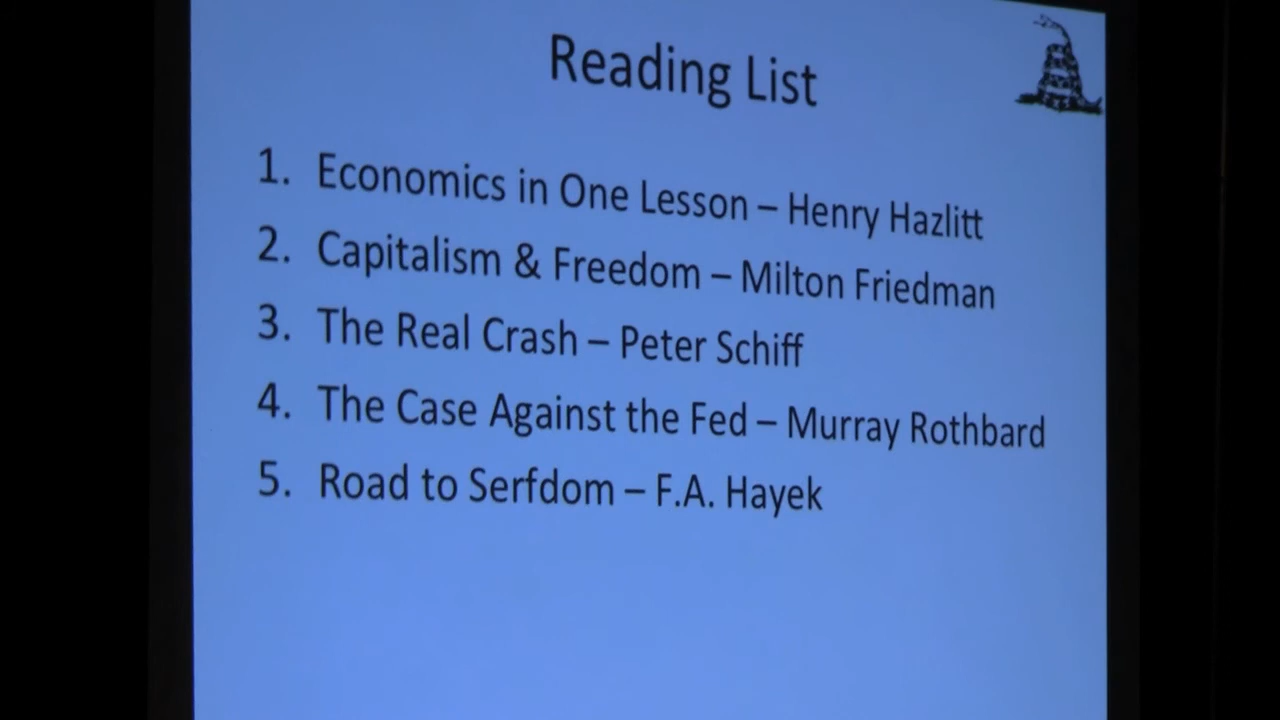 Reading List
1. Economics in One Lesson – Henry Hazlitt
2. Capitalism & Freedom – Milton Friedman
3. The Real Crash – Peter Schiff
4. The Case Against the Fed – Murray Rothbard
5. Road to Serfdom – F.A. Hayek